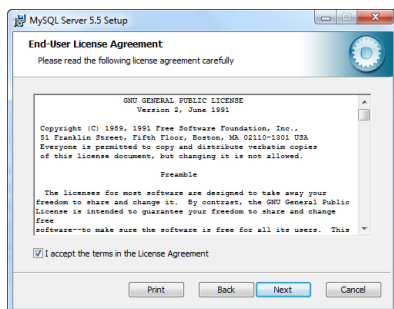 MySQL Server 5.5 Setup
End-User License Agreement
Please read the following license agreement carefully
GNU GENERAL PUBLIC LICENSE
Version 2, June 1991
Copyright (C) 1989, 1991 Free Software Foundation, Inc.,
51 Franklin Street, Fifth Floor, Boston, MA 02110-1301 USA
Everyone is permitted to copy and distribute verbatim copies
of this license document, but changing it is not allowed.
Preamble
The licenses for most software are designed to take away your
freedom to share and change it. By contrast, the GNU General Public
License is intended to guarantee your freedom to share and change
free
software--to make sure the software is free for all its users. This
I accept the terms in the License Agreement
Print
Back
Next
Cancel